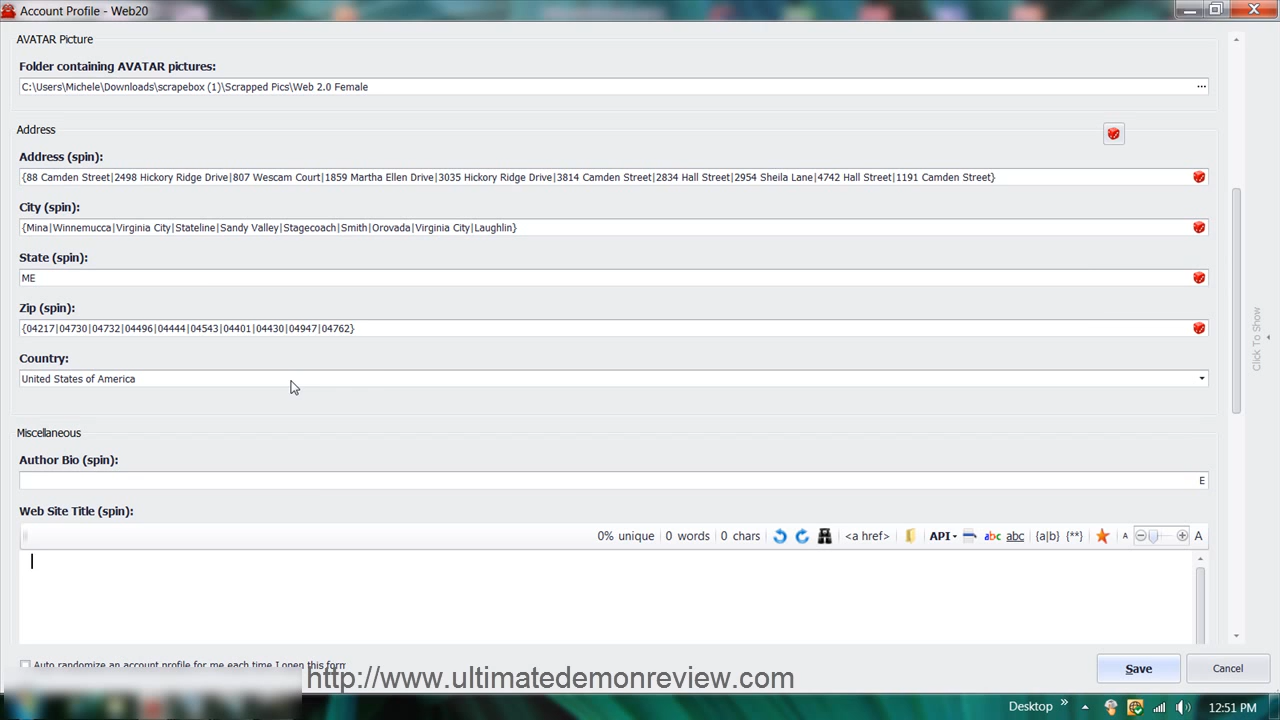 Account Profile - Web20
AVATAR Picture
Folder containing AVATAR pictures:
C:\Users\Michele\Downloads\scrapebox (1)\Scrapped Pics\Web 2.0 Female
...
Address
Address (spin):
{88 Camden Street|2498 Hickory Ridge Drive|807 Wescam Court|1859 Martha Ellen Drive|3035 Hickory Ridge Drive|3814 Camden Street|2834 Hall Street|2954 Sheila Lane|4742 Hall Street|1191 Camden Street}
City (spin):
{Mina|Winnemucca|Virginia City|Stateline|Sandy Valley|Stagecoach|Smith|Orovada|Virginia City|Laughlin}
State (spin):
ME
Zip (spin):
{04217|04730|04732|04496|04444|04543|04401|04430|04947|04762}
Country:
United States of America
Click To Show
Miscellaneous
Author Bio (spin):
E
Web Site Title (spin):
0% unique 0 words 0 chars <a href> API abc abc {a|b} {**} A A
Auto randomize an account profile for me each time I open this form
Save Cancel
http://www.ultimatedemonreview.com
Desktop » 12:51 PM